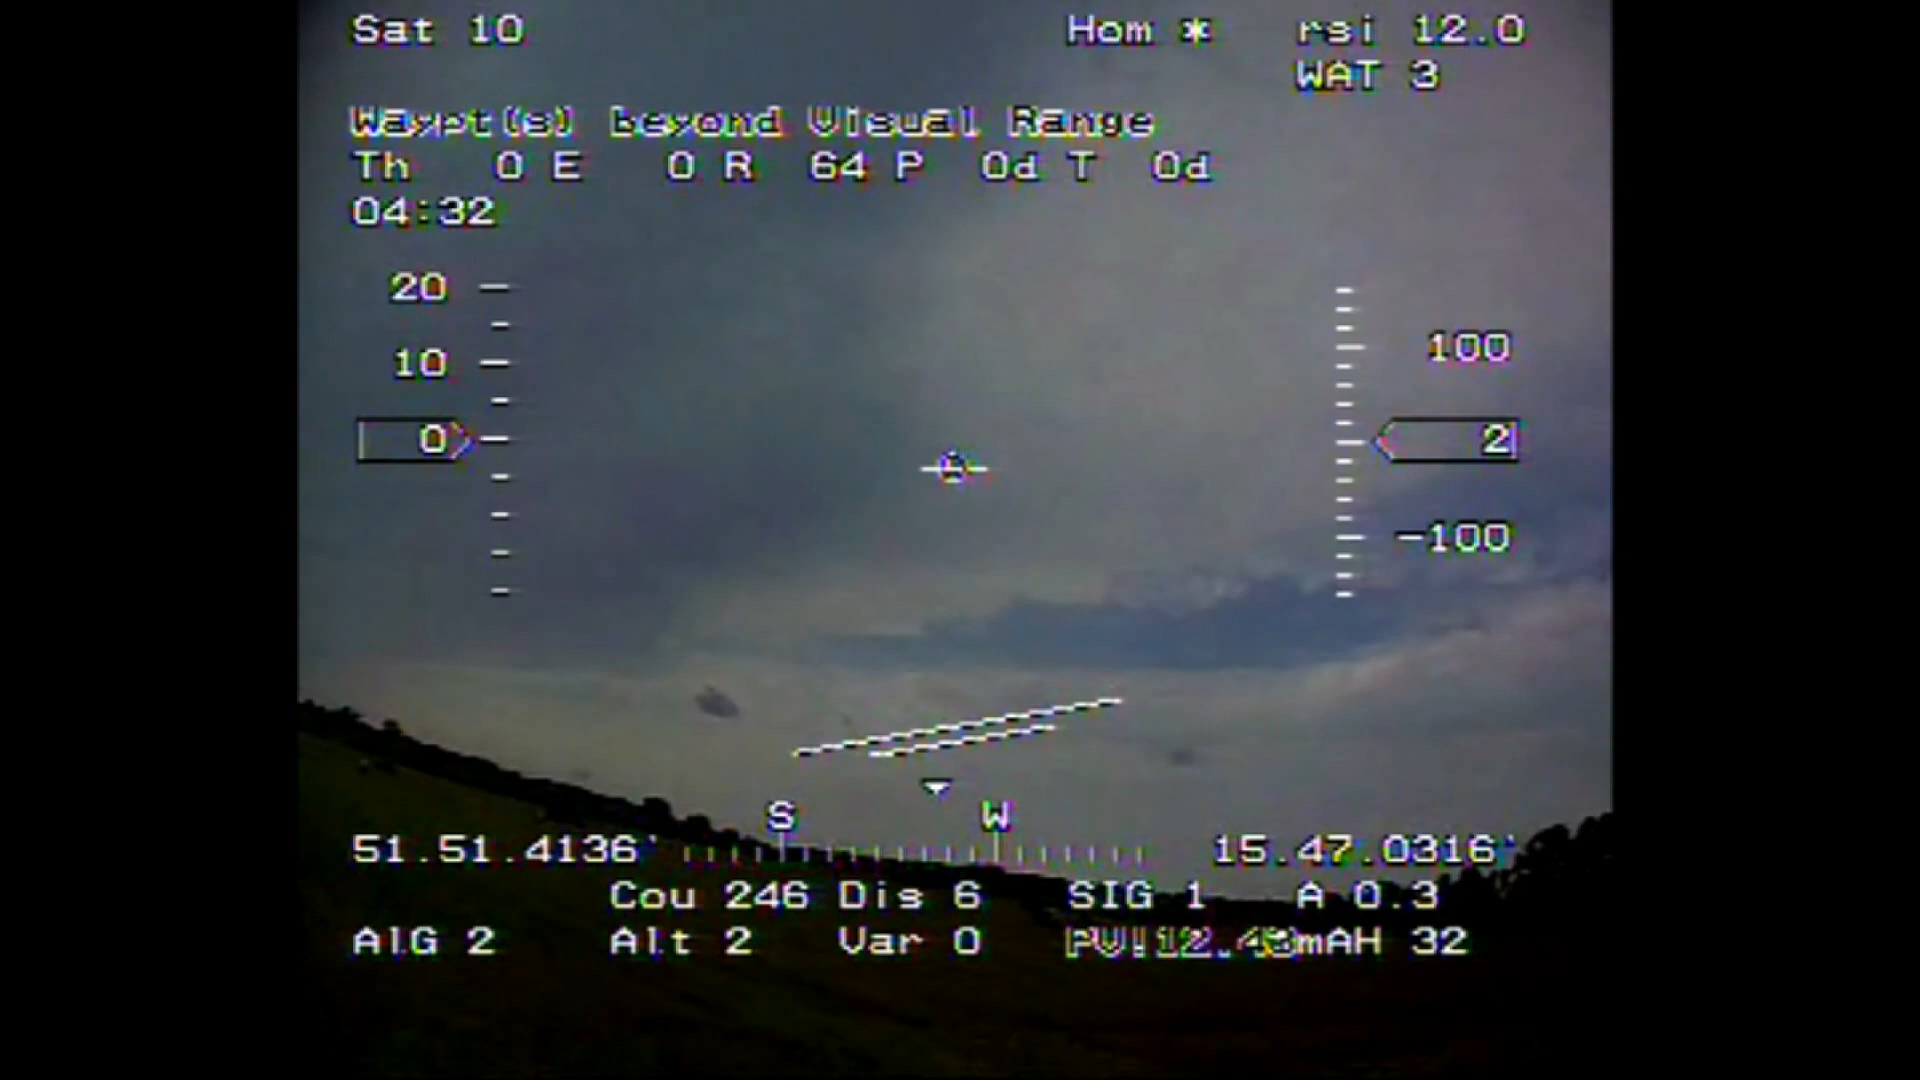 Sat 10 Hom * rsi 12.0
WAT 3
Waypt(s) beyond Visual Range
Th 0 E 0 R 64 P 0d T 0d
04:32
20
100
10
0 2
-100
S W
51.51.4136' 15.47.0316'
Cou 246 Dis 6 SIG 1 A 0.3
AlG 2 Alt 2 Var 0 mAH 32